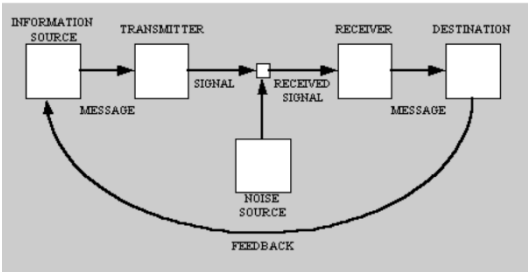 INFORMATION
SOURCE
TRANSMITTER
RECEIVER
DESTINATION
MESSAGE
SIGNAL
RECEIVED
SIGNAL
MESSAGE
NOISE
SOURCE
FEEDBACK